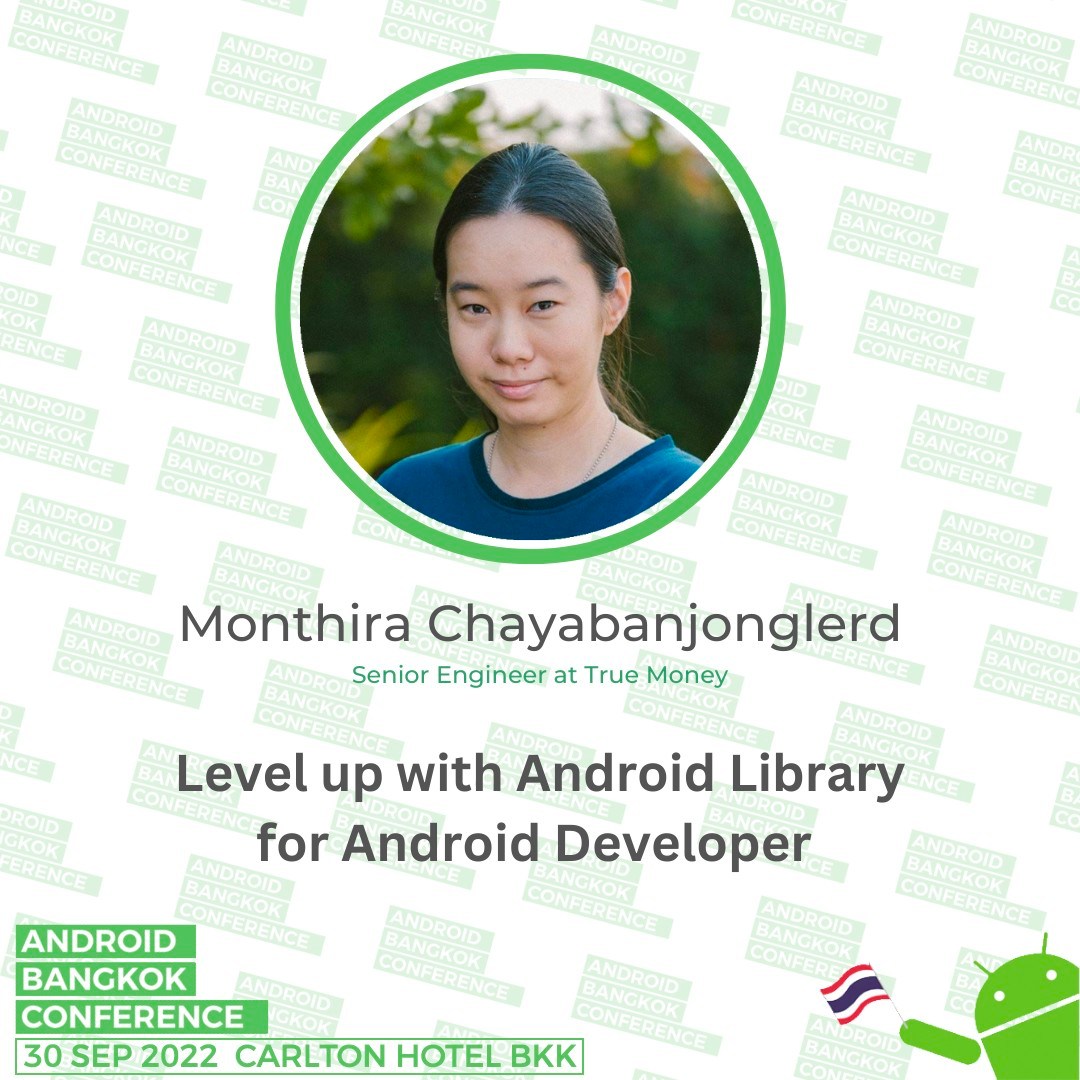 Monthira Chayabanjonglerd
Senior Engineer at True Money
Level up with Android Library
for Android Developer
ANDROID
BANGKOK
CONFERENCE
30 SEP 2022 CARLTON HOTEL BKK